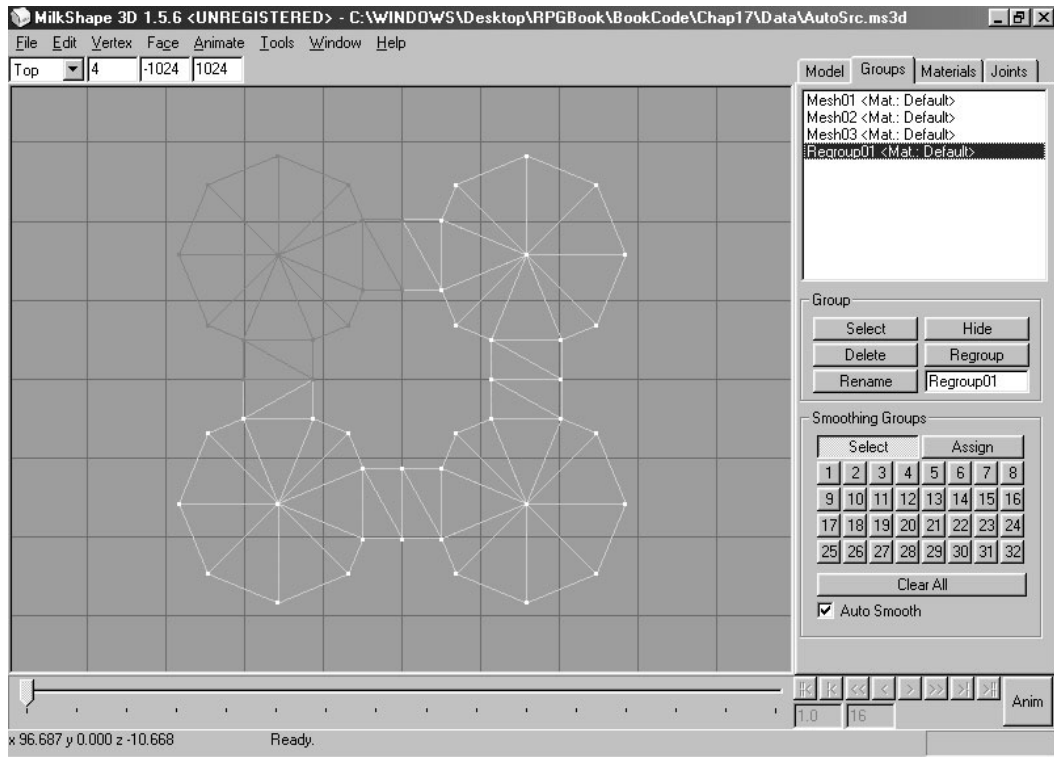 MilkShape 3D 1.5.6 <UNREGISTERED> - C:\WINDOWS\Desktop\RPGBook\BookCode\Chap17\Data\AutoSrc.ms3d
File Edit Vertex Face Animate Tools Window Help
Top 4 -1024 1024
Model Groups Materials Joints
Mesh01 <Mat.: Default>
Mesh02 <Mat.: Default>
Mesh03 <Mat.: Default>
Regroup01 <Mat.: Default>
Group
Select Hide
Delete Regroup
Rename Regroup01
Smoothing Groups
Select Assign
1 2 3 4 5 6 7 8
9 10 11 12 13 14 15 16
17 18 19 20 21 22 23 24
25 26 27 28 29 30 31 32
Clear All
Auto Smooth
|< |< << < > >> >| >|
1.0 16 Anim
x 96.687 y 0.000 z -10.668 Ready.